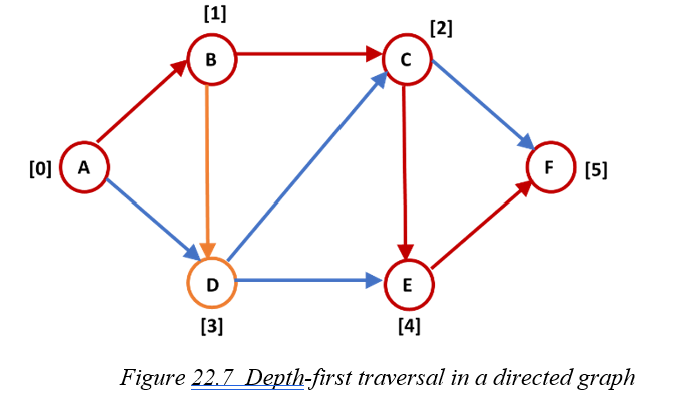 [1]
[2]
B
C
[0]
A
F
[5]
D
E
[3]
[4]
Figure 22.7 Depth-first traversal in a directed graph